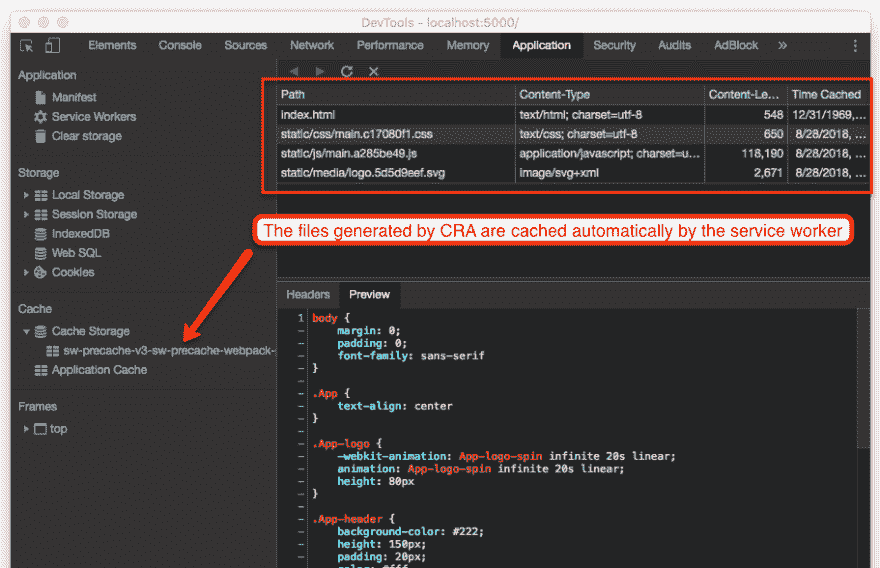 DevTools - localhost:5000/
Elements Console Sources Network Performance Memory Application Security Audits AdBlock »
Application
Manifest
Service Workers
Clear storage
Storage
Local Storage
Session Storage
IndexedDB
Web SQL
Cookies
Cache
Cache Storage
sw-precache-v3-sw-precache-webpack-
Application Cache
Frames
top
Path Content-Type Content-Le... Time Cached
index.html text/html; charset=utf-8 548 12/31/1969,...
static/css/main.c17080f1.css text/css; charset=utf-8 650 8/28/2018, ...
static/js/main.a285be49.js application/javascript; charset=u... 118,190 8/28/2018, ...
static/media/logo.5d5d9eef.svg image/svg+xml 2,671 8/28/2018, ...
The files generated by CRA are cached automatically by the service worker
Headers Preview
1 body {
- margin: 0;
- padding: 0;
- font-family: sans-serif
- }
-
- .App {
- text-align: center
- }
-
- .App-logo {
- -webkit-animation: App-logo-spin infinite 20s linear;
- animation: App-logo-spin infinite 20s linear;
- height: 80px
- }
-
- .App-header {
- background-color: #222;
- height: 150px;
- padding: 20px;